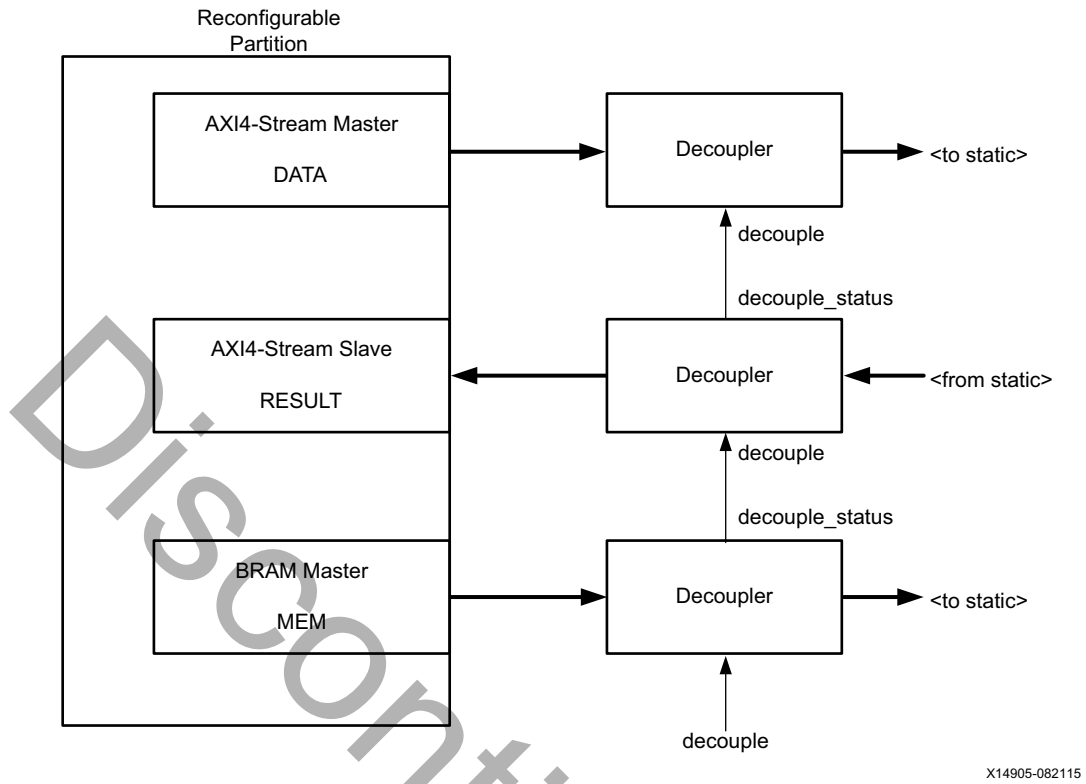 Reconfigurable
Partition
AXI4-Stream Master
DATA
Decoupler
<to static>
decouple
decouple_status
AXI4-Stream Slave
RESULT
Decoupler
<from static>
decouple
decouple_status
BRAM Master
MEM
Decoupler
<to static>
decouple
X14905-082115